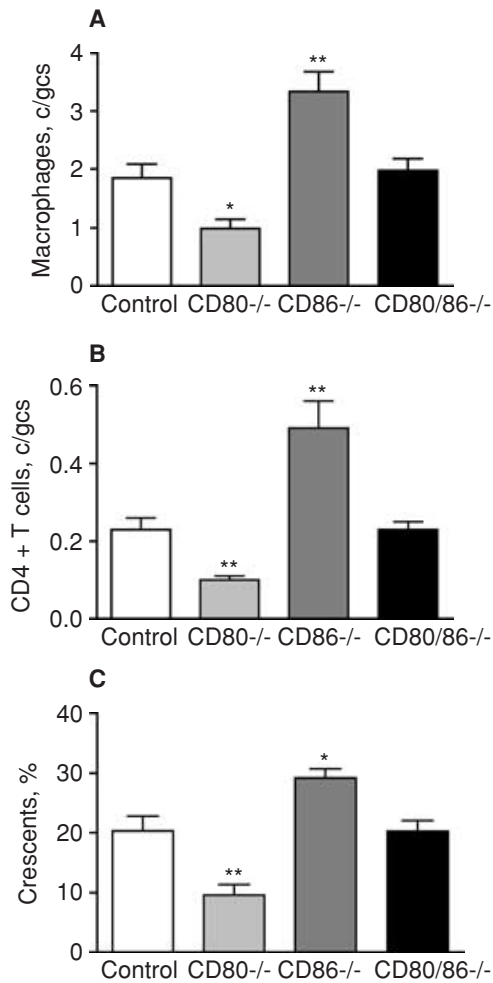 A
Macrophages, c/gcs
4
3
2
1
0
**
*
Control CD80-/- CD86-/- CD80/86-/-
B
CD4 + T cells, c/gcs
0.6
0.4
0.2
0.0
**
**
Control CD80-/- CD86-/- CD80/86-/-
C
Crescents, %
40
30
20
10
0
*
**
Control CD80-/- CD86-/- CD80/86-/-